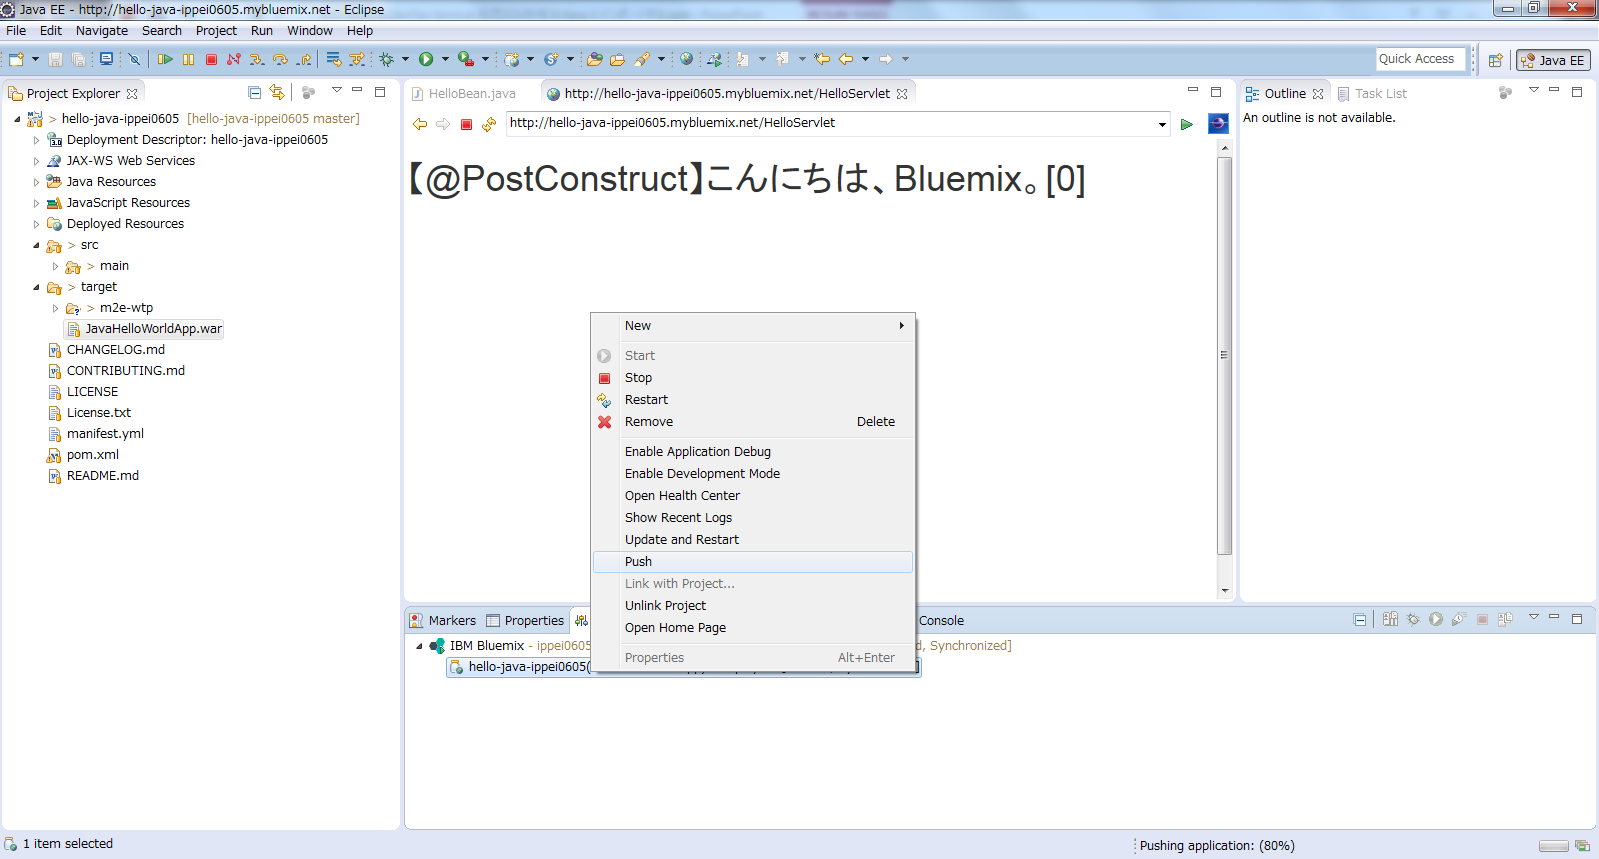 Java EE - http://hello-java-ippei0605.mybluemix.net - Eclipse
File Edit Navigate Search Project Run Window Help
Quick Access
Java EE
Project Explorer
> hello-java-ippei0605 [hello-java-ippei0605 master]
Deployment Descriptor: hello-java-ippei0605
JAX-WS Web Services
Java Resources
JavaScript Resources
Deployed Resources
> src
> main
> target
> m2e-wtp
JavaHelloWorldApp.war
CHANGELOG.md
CONTRIBUTING.md
LICENSE
License.txt
manifest.yml
pom.xml
README.md
HelloBean.java
http://hello-java-ippei0605.mybluemix.net/HelloServlet
http://hello-java-ippei0605.mybluemix.net/HelloServlet
【@PostConstruct】こんにちは、Bluemix。[0]
New
Start
Stop
Restart
Remove Delete
Enable Application Debug
Enable Development Mode
Open Health Center
Show Recent Logs
Update and Restart
Push
Link with Project...
Unlink Project
Open Home Page
Properties Alt+Enter
Outline
Task List
An outline is not available.
Markers
Properties
Console
IBM Bluemix - ippei060
d, Synchronized]
hello-java-ippei0605(
1 item selected
Pushing application: (80%)